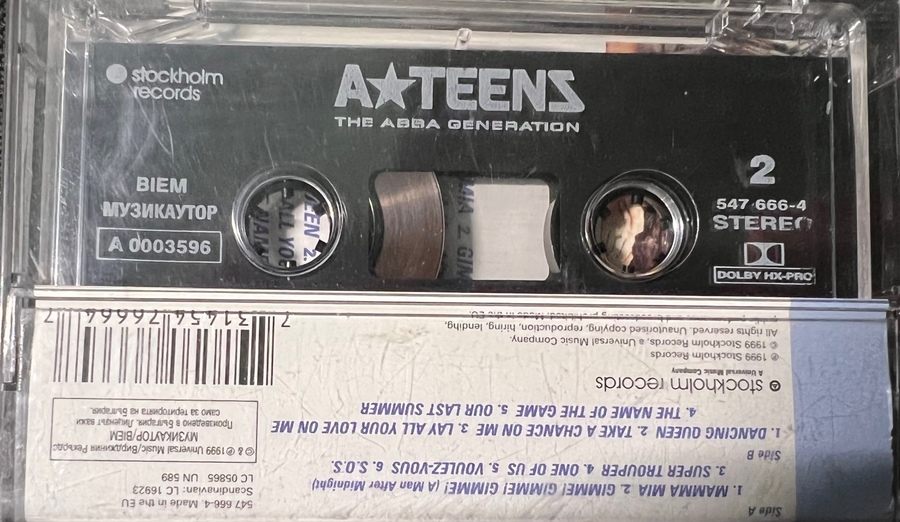 stockholm
records
A★TEENS
THE ABBA GENERATION
BIEM
МУЗИКАУТОР
A 0003596
2
547 666-4
STEREO
DOLBY HX-PRO
Side A
1. MAMMA MIA 2. GIMME! GIMME! GIMME! (A Man After Midnight)
3. SUPER TROUPER 4. ONE OF US 5. VOULEZ-VOUS 6. S.O.S.
Side B
1. DANCING QUEEN 2. TAKE A CHANCE ON ME 3. LAY ALL YOUR LOVE ON ME
4. THE NAME OF THE GAME 5. OUR LAST SUMMER
stockholm records
A Universal Music Company
℗ 1999 Stockholm Records
© 1999 Stockholm Records, a Universal Music Company.
All rights reserved. Unauthorised copying, reproduction, hiring, lending,
547 666-4. Made in the EU
Scandinavian: LC 16923
LC 05865 UN 589
© & ℗ 1999 Universal Music/Вирджиния Рекърдс
МУЗИКАУТОР/BIEM
Произведено в България. Лицензът важи
само за територията на България.
7 31454 76664 7